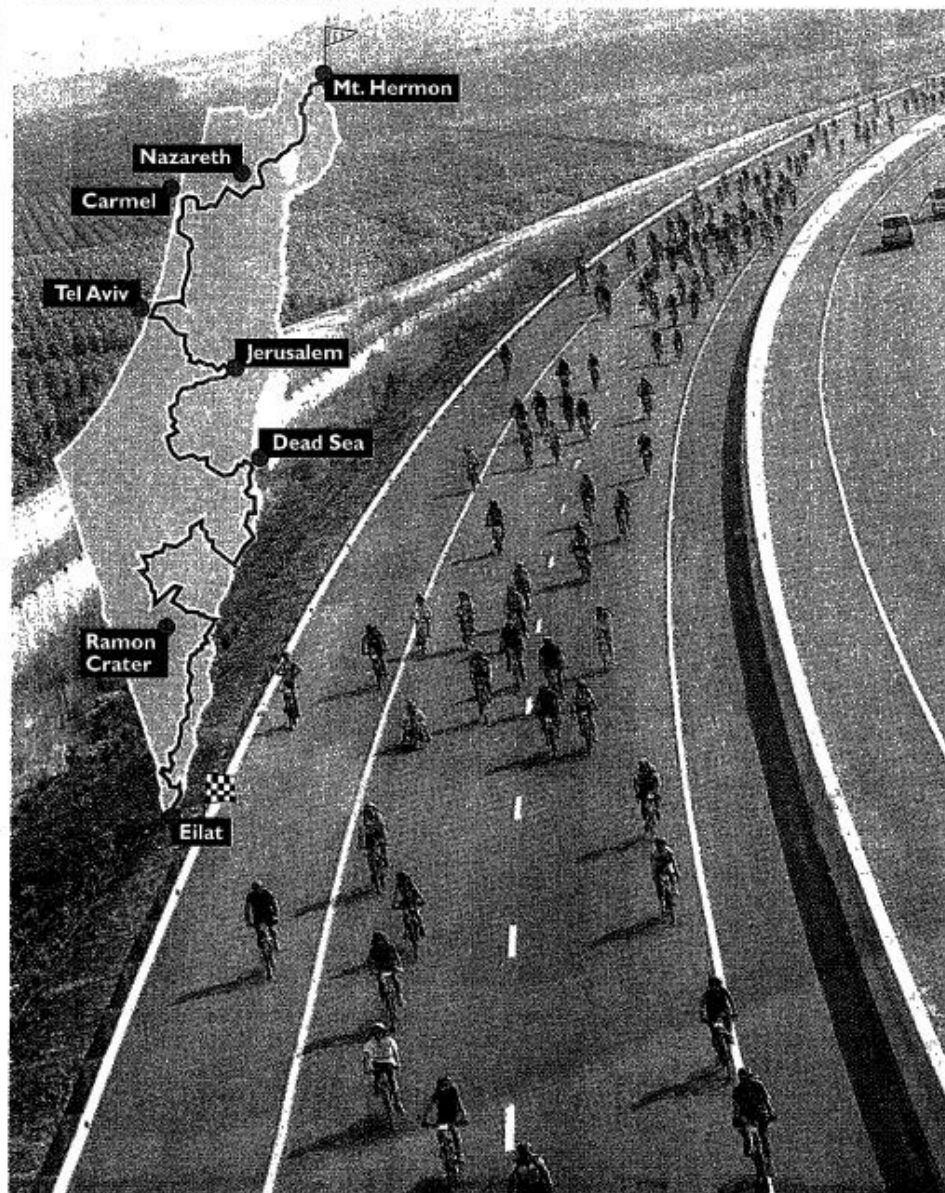 Mt. Hermon
Nazareth
Carmel
Tel Aviv
Jerusalem
Dead Sea
Ramon
Crater
Eilat